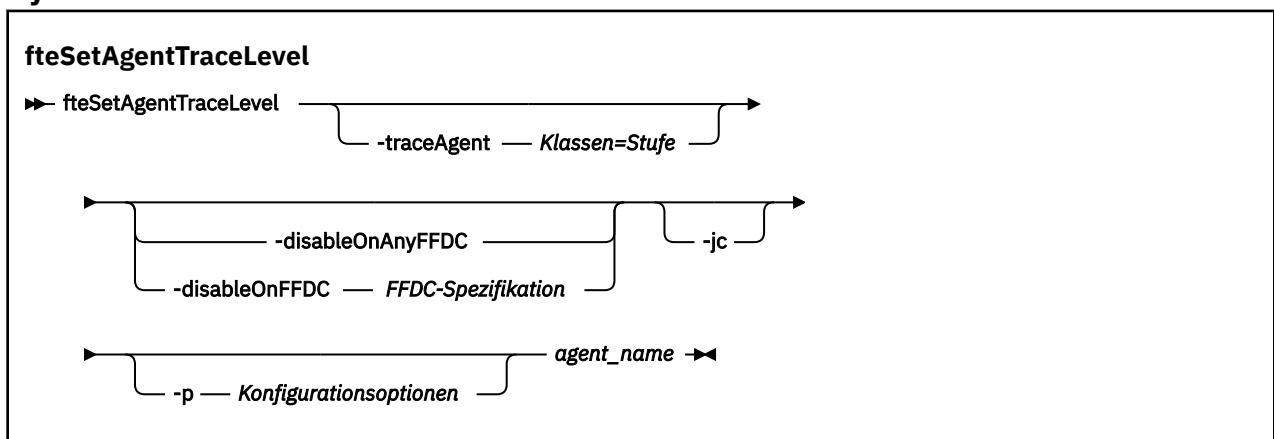 fteSetAgentTraceLevel
fteSetAgentTraceLevel
-traceAgent Klassen=Stufe
-disableOnAnyFFDC
-jc
-disableOnFFDC FFDC-Spezifikation
agent_name
-p Konfigurationsoptionen